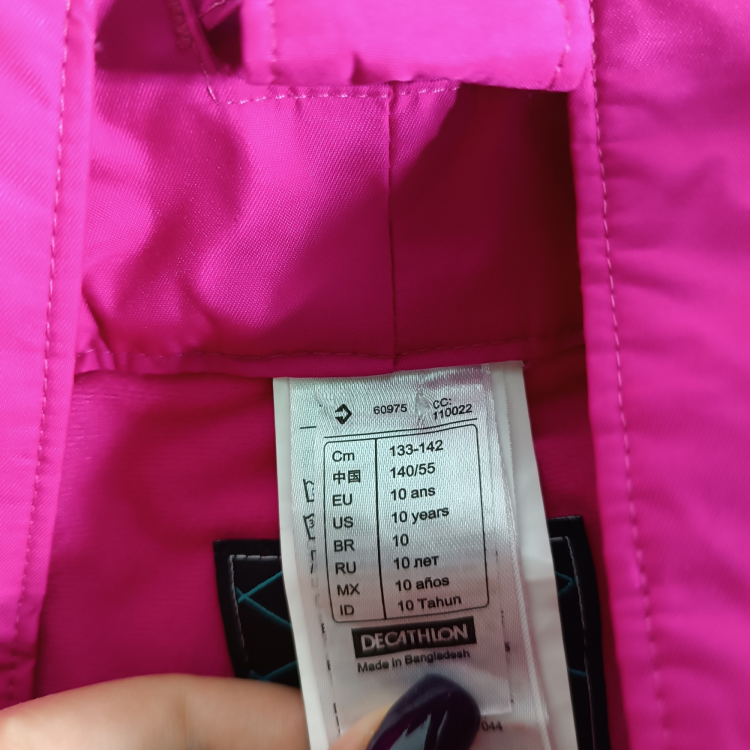 60975 CC:
110022
Cm 133-142
中国 140/55
EU 10 ans
US 10 years
BR 10
RU 10 лет
MX 10 años
ID 10 Tahun
DECATHLON
Made in Bangladesh
044